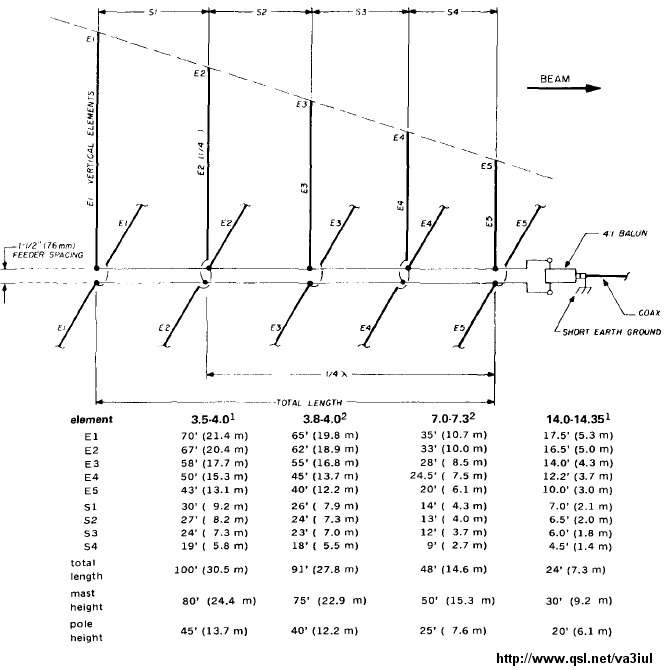 S1 S2 S3 S4
E1
E2
E3
E4
E5
BEAM
E1 VERTICAL ELEMENTS
E2 (1/4 )
E3
E4
E5
E1 E2 E3 E4 E5
1-1/2" (76mm)
FEEDER SPACING
4:1 BALUN
COAX
SHORT EARTH GROUND
E1 E2 E3 E4 E5
1/4 λ
TOTAL LENGTH
element 3.5-4.0¹ 3.8-4.0² 7.0-7.3² 14.0-14.35¹
E1 70' (21.4 m) 65' (19.8 m) 35' (10.7 m) 17.5' (5.3 m)
E2 67' (20.4 m) 62' (18.9 m) 33' (10.0 m) 16.5' (5.0 m)
E3 58' (17.7 m) 55' (16.8 m) 28' ( 8.5 m) 14.0' (4.3 m)
E4 50' (15.3 m) 45' (13.7 m) 24.5' ( 7.5 m) 12.2' (3.7 m)
E5 43' (13.1 m) 40' (12.2 m) 20' ( 6.1 m) 10.0' (3.0 m)
S1 30' ( 9.2 m) 26' ( 7.9 m) 14' ( 4.3 m) 7.0' (2.1 m)
S2 27' ( 8.2 m) 24' ( 7.3 m) 13' ( 4.0 m) 6.5' (2.0 m)
S3 24' ( 7.3 m) 23' ( 7.0 m) 12' ( 3.7 m) 6.0' (1.8 m)
S4 19' ( 5.8 m) 18' ( 5.5 m) 9' ( 2.7 m) 4.5' (1.4 m)
total
length 100' (30.5 m) 91' (27.8 m) 48' (14.6 m) 24' (7.3 m)
mast
height 80' (24.4 m) 75' (22.9 m) 50' (15.3 m) 30' (9.2 m)
pole
height 45' (13.7 m) 40' (12.2 m) 25' ( 7.6 m) 20' (6.1 m)
http://www.qsl.net/va3iul